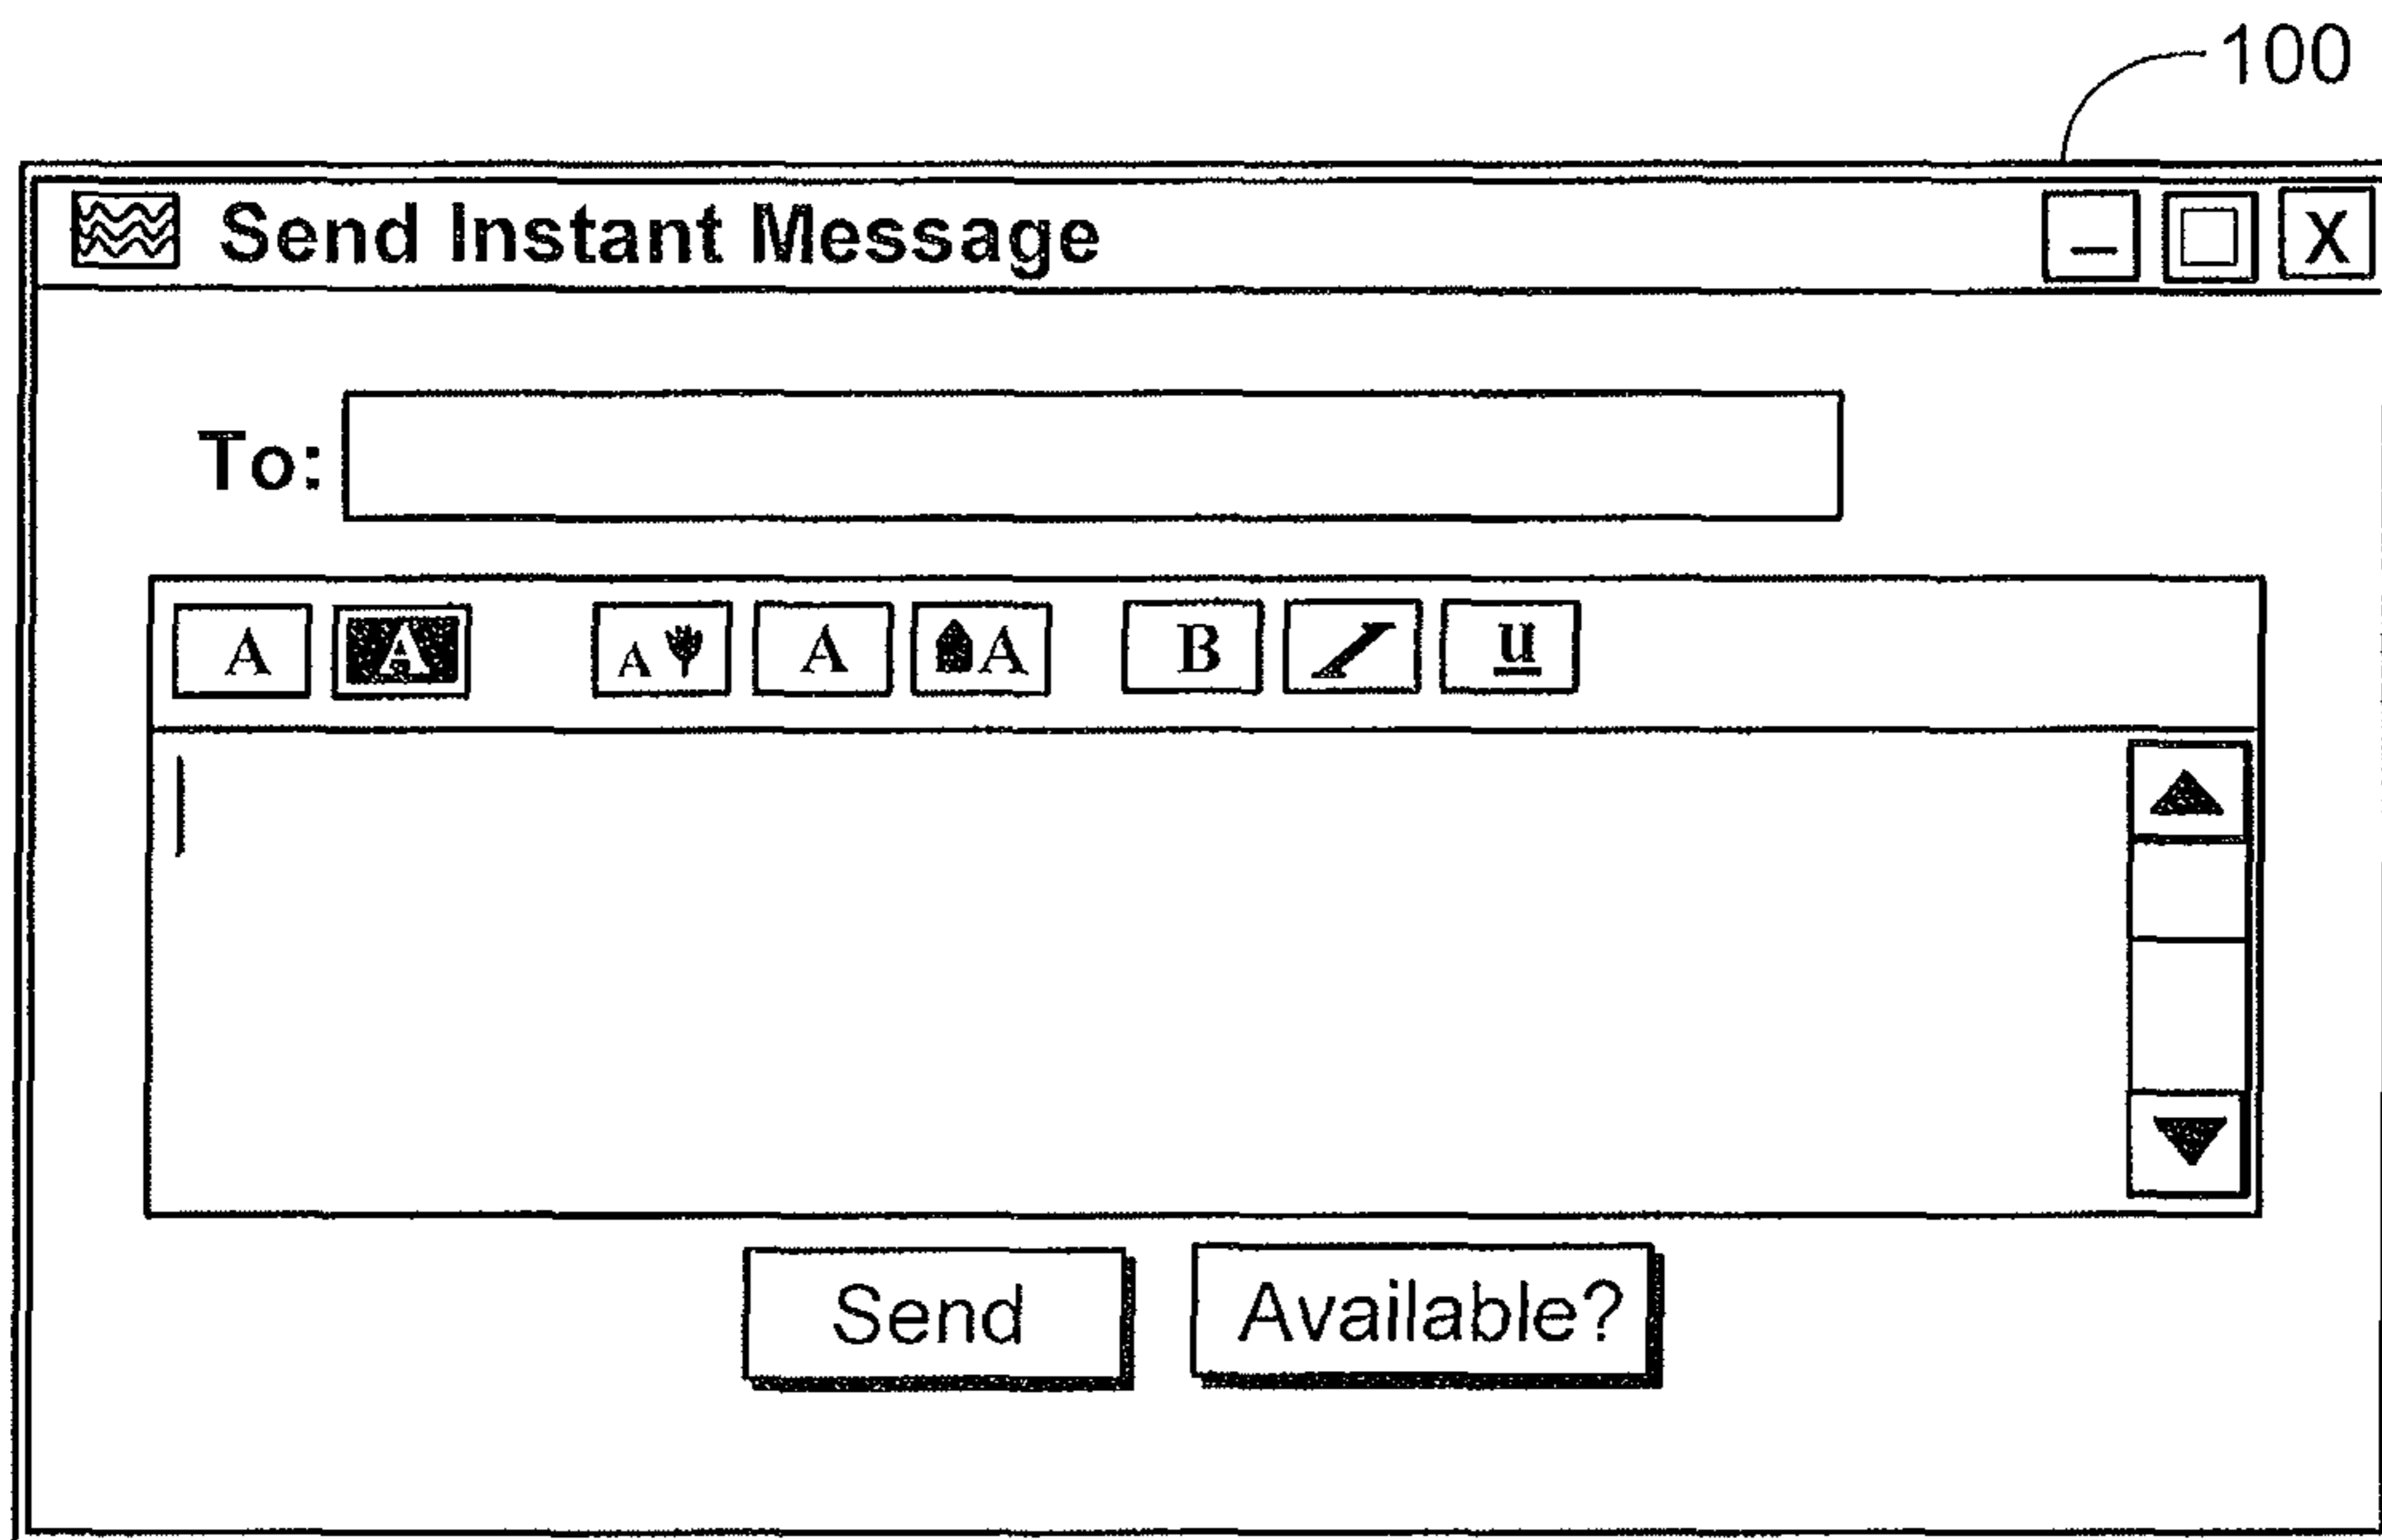 100
Send Instant Message – X
To:
A A A A A B I u
Send Available?